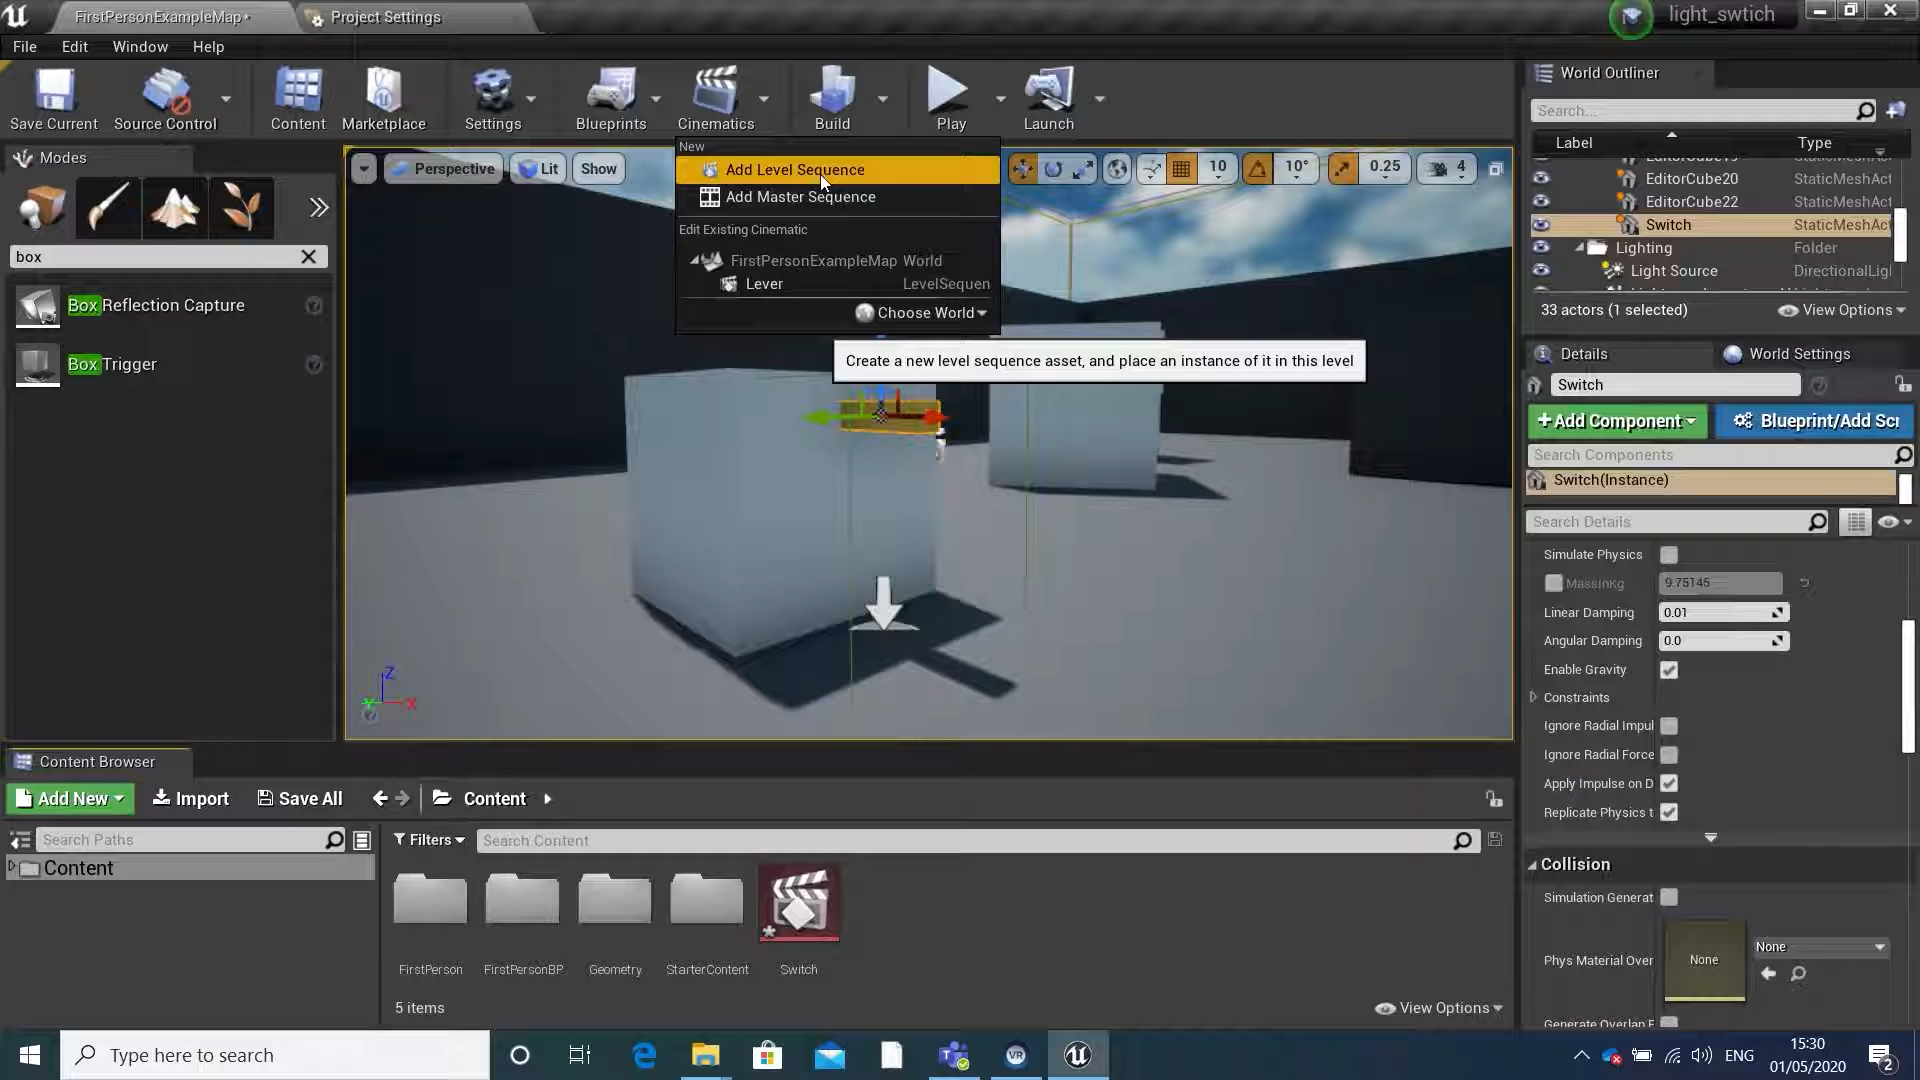 FirstPersonExampleMap*
Project Settings
light_swtich
File Edit Window Help
Save Current
Source Control
Content
Marketplace
Settings
Blueprints
Cinematics
Build
Play
Launch
Modes
box
Box Reflection Capture
Box Trigger
Perspective
Lit
Show
10
10°
0.25
4
New
Add Level Sequence
Add Master Sequence
Edit Existing Cinematic
FirstPersonExampleMap World
Lever LevelSequen
Choose World
Create a new level sequence asset, and place an instance of it in this level
Z
X
World Outliner
Search...
Label Type
EditorCube20 StaticMeshAct
EditorCube22 StaticMeshAct
Switch StaticMeshAct
Lighting Folder
Light Source DirectionalLigl
33 actors (1 selected)
View Options
Details
World Settings
Switch
+Add Component
Blueprint/Add Scr
Search Components
Switch(Instance)
Search Details
Simulate Physics
MassInKg 9.75145
Linear Damping 0.01
Angular Damping 0.0
Enable Gravity
Constraints
Ignore Radial Impul
Ignore Radial Force
Apply Impulse on D
Replicate Physics t
Collision
Simulation Generat
Phys Material Over
None
None
Generate Overlap E
Content Browser
Add New
Import
Save All
Content
Search Paths
Content
Filters
Search Content
FirstPerson
FirstPersonBP
Geometry
StarterContent
Switch
5 items
View Options
Type here to search
VR
ENG
15:30
01/05/2020
2